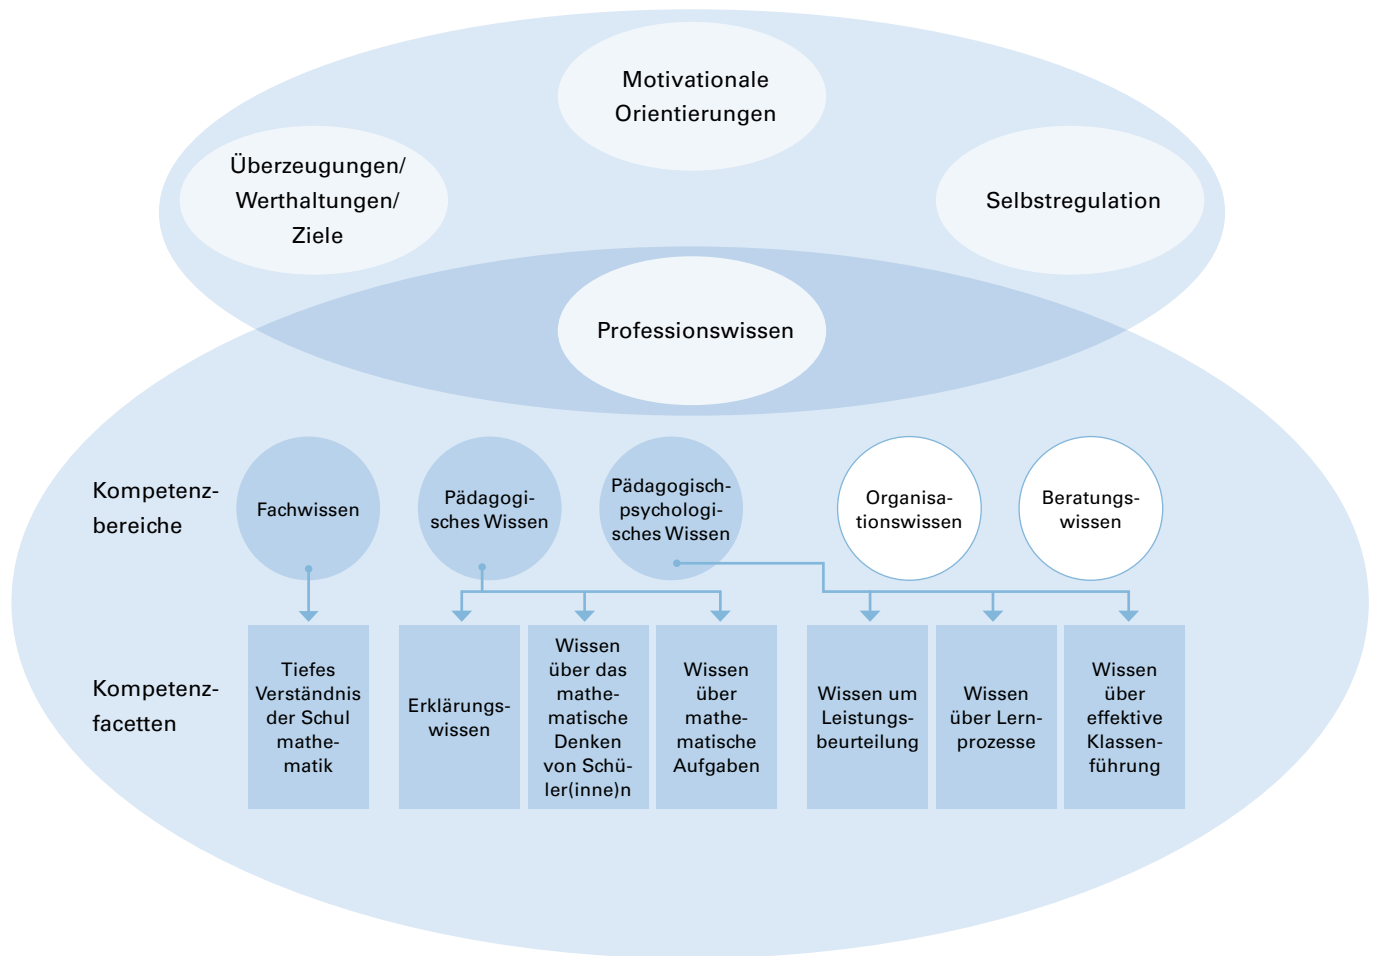 Motivationale
Orientierungen
Überzeugungen/
Werthaltungen/
Ziele
Selbstregulation
Professionswissen
Kompetenz-
bereiche
Fachwissen
Pädagogi-
sches Wissen
Pädagogisch-
psychologi-
sches Wissen
Organisa-
tionswissen
Beratungs-
wissen
Kompetenz-
facetten
Tiefes
Verständnis
der Schul
mathe-
matik
Erklärungs-
wissen
Wissen
über das
mathe-
matische
Denken
von Schü-
ler(inne)n
Wissen
über
mathe-
matische
Aufgaben
Wissen um
Leistungs-
beurteilung
Wissen
über Lern-
prozesse
Wissen
über
effektive
Klassen-
führung